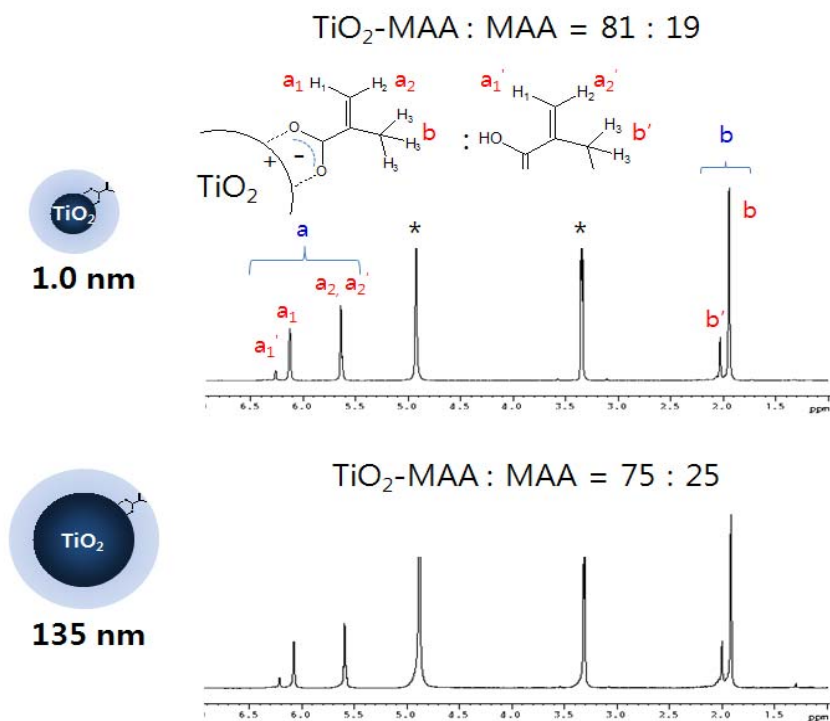 TiO₂-MAA : MAA = 81 : 19
a₁ H₁ H₂ a₂
a₁' H₁ H₂ a₂'
O H₃
+ - b : HO H₃ b' b
O H₃ H₃ H₃
TiO₂
TiO₂
b
a * *
1.0 nm
a₂, a₂'
a₁ b'
a₁'
6.5 6.0 5.5 5.0 4.5 4.0 3.5 3.0 2.5 2.0 1.5 ppm
TiO₂-MAA : MAA = 75 : 25
TiO₂
135 nm
6.5 6.0 5.5 5.0 4.5 4.0 3.5 3.0 2.5 2.0 1.5 1.0 ppm